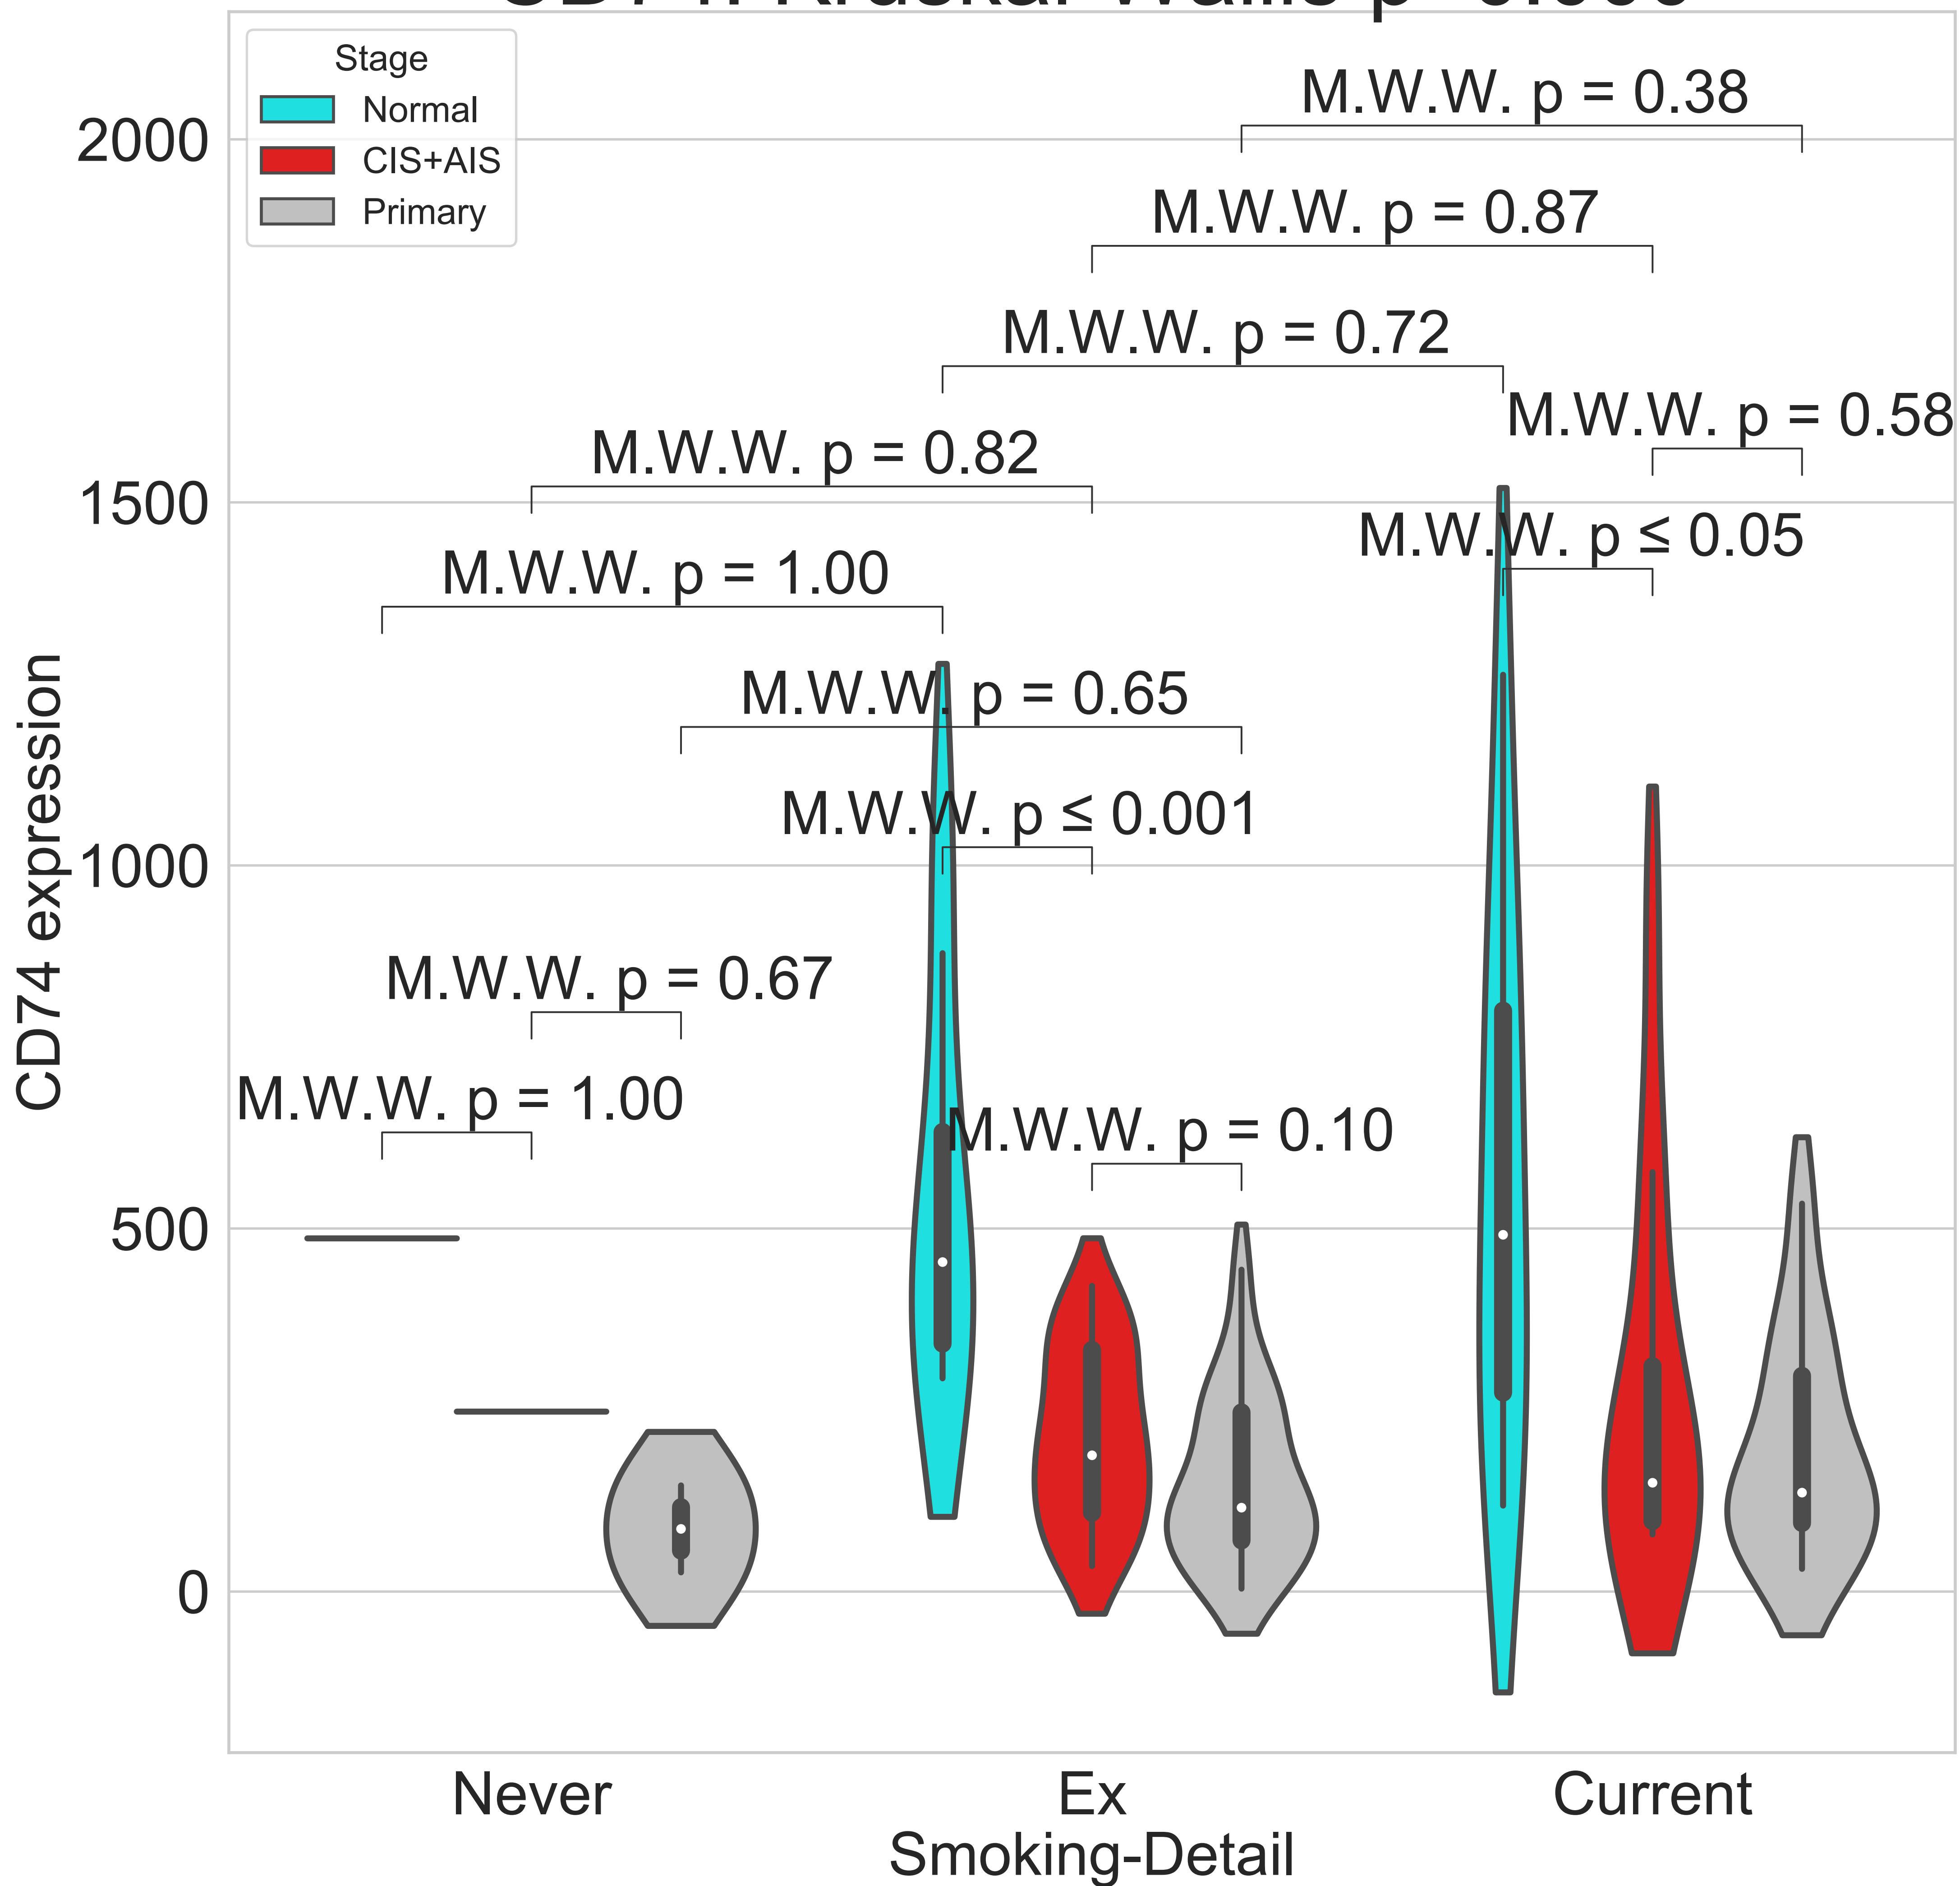 Stage
Normal
CIS+AIS
Primary
M.W.W. p = 0.38
M.W.W. p = 0.87
M.W.W. p = 0.72
M.W.W. p = 0.58
M.W.W. p = 0.82
M.W.W. p ≤ 0.05
M.W.W. p = 1.00
M.W.W. p = 0.65
M.W.W. p ≤ 0.001
M.W.W. p = 0.67
M.W.W. p = 1.00
M.W.W. p = 0.10
2000
1500
1000
500
0
CD74 expression
Never
Ex
Current
Smoking-Detail